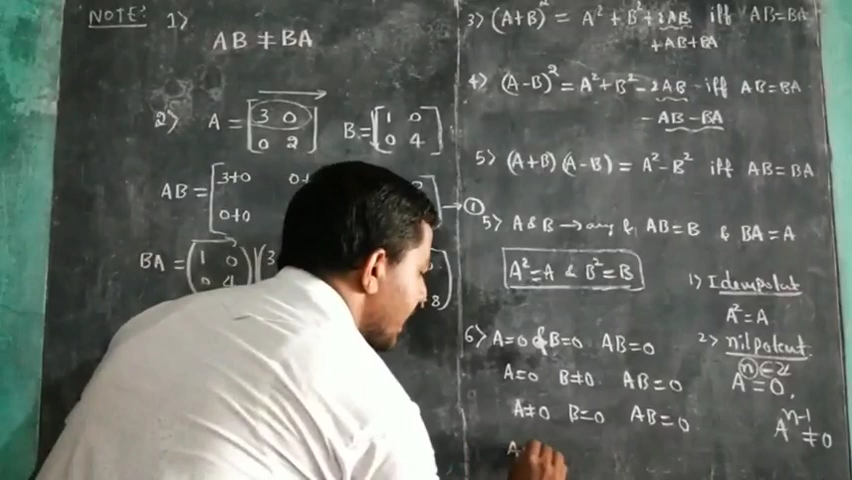 NOTE: 1>
AB ≠ BA
2> A = [3 0
0 2] B = [1 0
0 4]
AB = [3+0
0+0 → ①
BA = (1 0
0 4)
3> (A+B)² = A² + B² + 2AB iff AB=BA
+AB+BA
4> (A-B)² = A² + B² - 2AB iff AB=BA
- AB - BA
5> (A+B) (A-B) = A² - B² iff AB=BA
5> A & B → AB=B & BA=A
A²=A & B²=B
6> A=0 B=0 AB=0
A=0 B≠0 AB=0
A≠0 B=0 AB=0
A
1> Idempotent
A²=A
2> nilpotent
Aⁿ=0,
Aⁿ⁻¹≠0